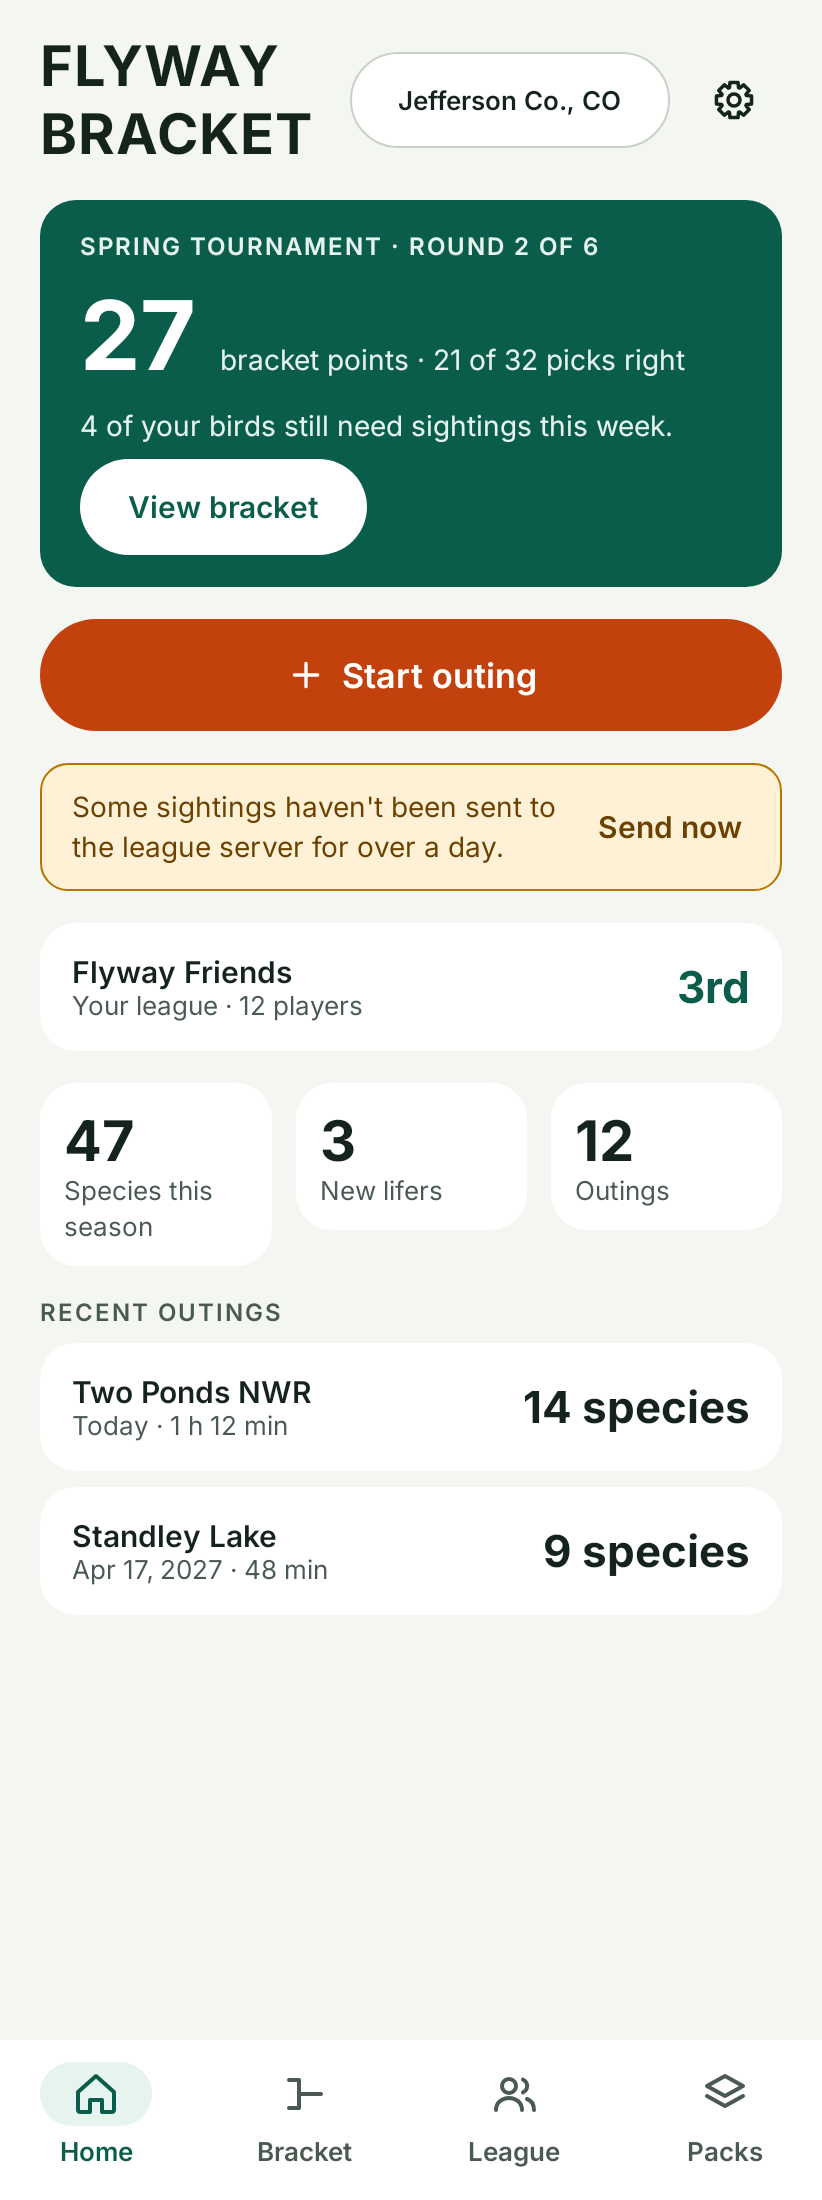 FLYWAY
BRACKET
Jefferson Co., CO
SPRING TOURNAMENT · ROUND 2 OF 6
27 bracket points · 21 of 32 picks right
4 of your birds still need sightings this week.
View bracket
Start outing
Some sightings haven't been sent to
the league server for over a day.
Send now
Flyway Friends
Your league · 12 players
3rd
47
Species this
season
3
New lifers
12
Outings
RECENT OUTINGS
Two Ponds NWR
Today · 1 h 12 min
14 species
Standley Lake
Apr 17, 2027 · 48 min
9 species
Home
Bracket
League
Packs